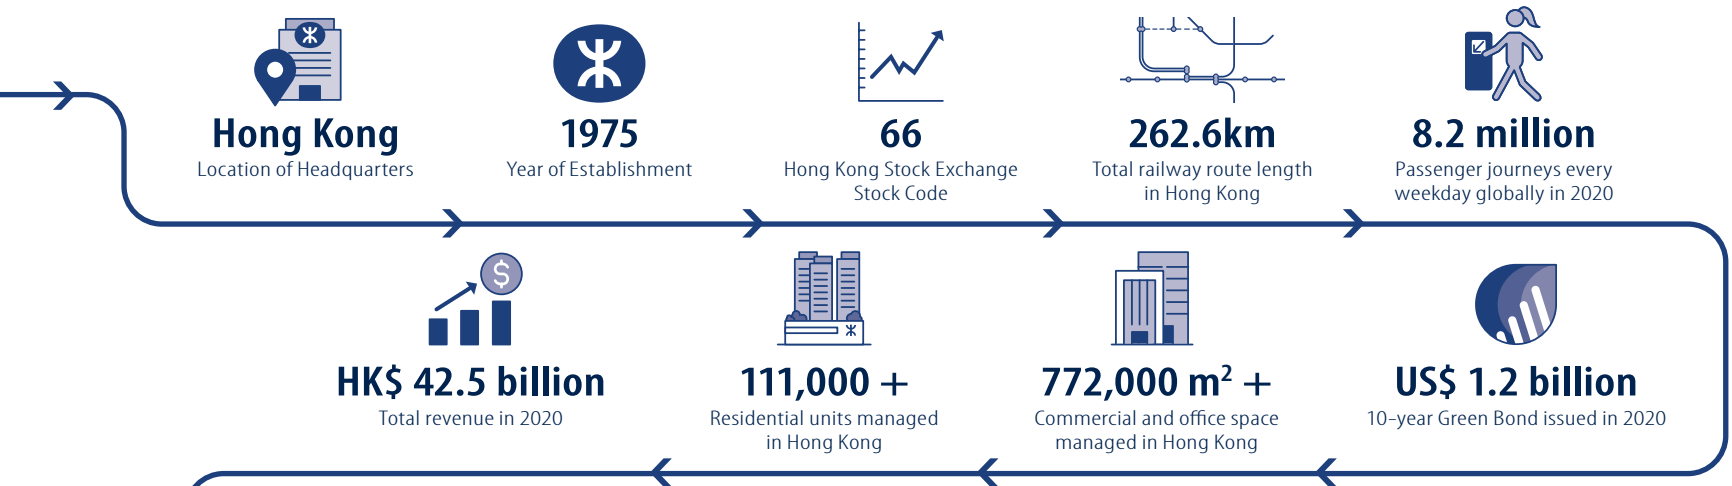 Hong Kong
Location of Headquarters
1975
Year of Establishment
66
Hong Kong Stock Exchange
Stock Code
262.6km
Total railway route length
in Hong Kong
8.2 million
Passenger journeys every
weekday globally in 2020
$
HK$ 42.5 billion
Total revenue in 2020
111,000 +
Residential units managed
in Hong Kong
772,000 m² +
Commercial and office space
managed in Hong Kong
US$ 1.2 billion
10-year Green Bond issued in 2020